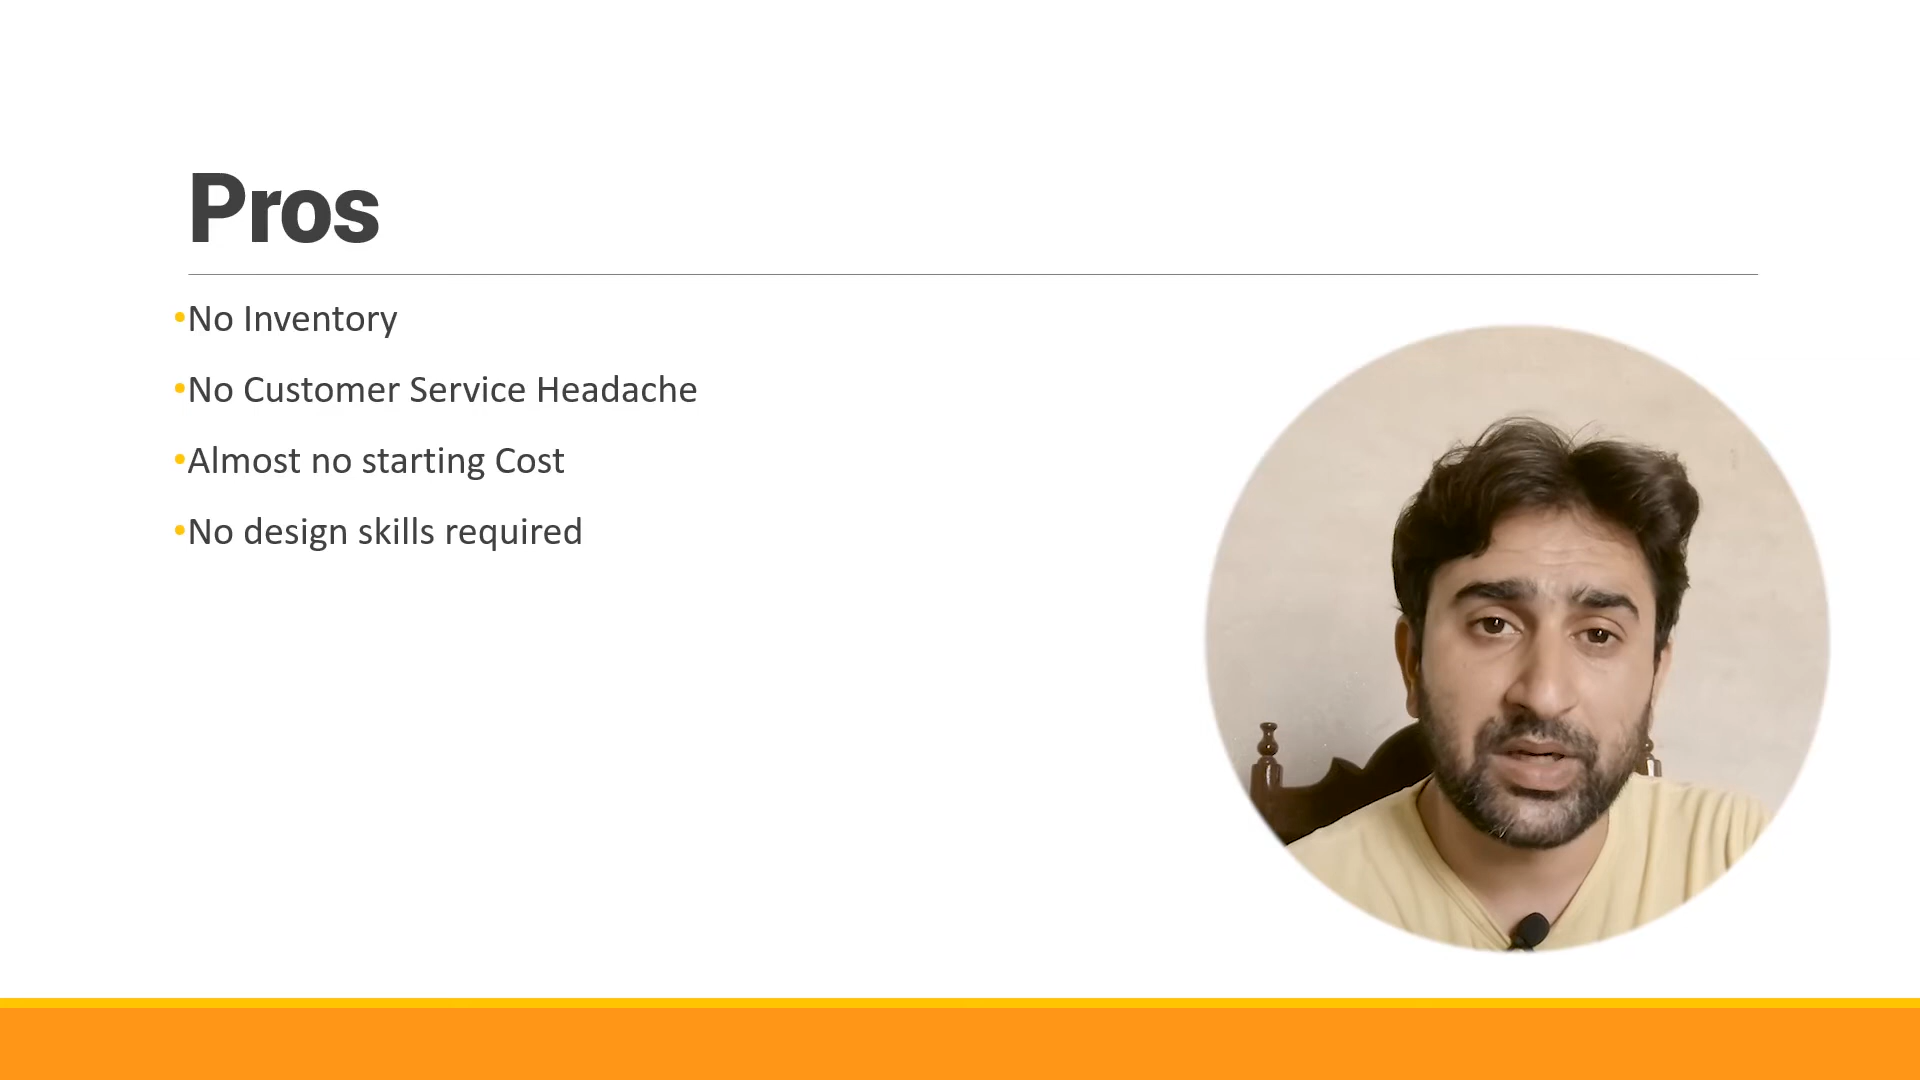 Pros
•No Inventory
•No Customer Service Headache
•Almost no starting Cost
•No design skills required